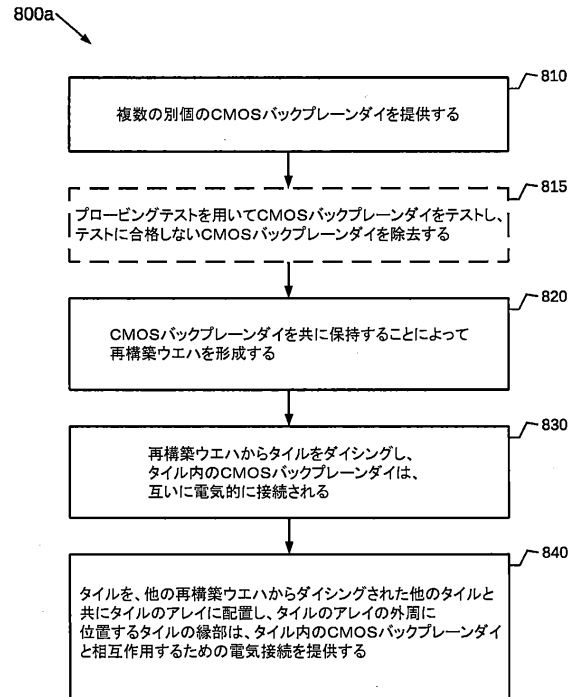 800a
810
複数の別個のCMOSバックプレーンダイを提供する
815
プロービングテストを用いてCMOSバックプレーンダイをテストし、
テストに合格しないCMOSバックプレーンダイを除去する
820
CMOSバックプレーンダイを共に保持することによって
再構築ウエハを形成する
830
再構築ウエハからタイルをダイシングし、
タイル内のCMOSバックプレーンダイは、
互いに電気的に接続される
840
タイルを、他の再構築ウエハからダイシングされた他のタイルと
共にタイルのアレイに配置し、タイルのアレイの外周に
位置するタイルの縁部は、タイル内のCMOSバックプレーンダイ
と相互作用するための電気接続を提供する